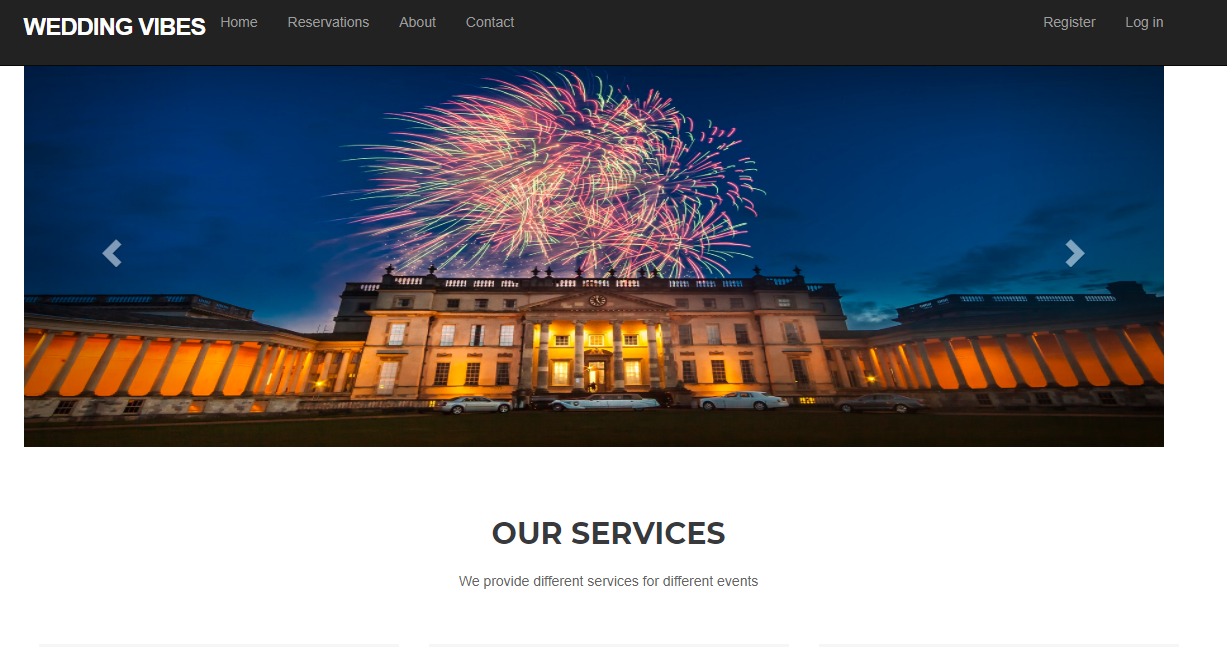 WEDDING VIBES Home Reservations About Contact Register Log in
OUR SERVICES
We provide different services for different events